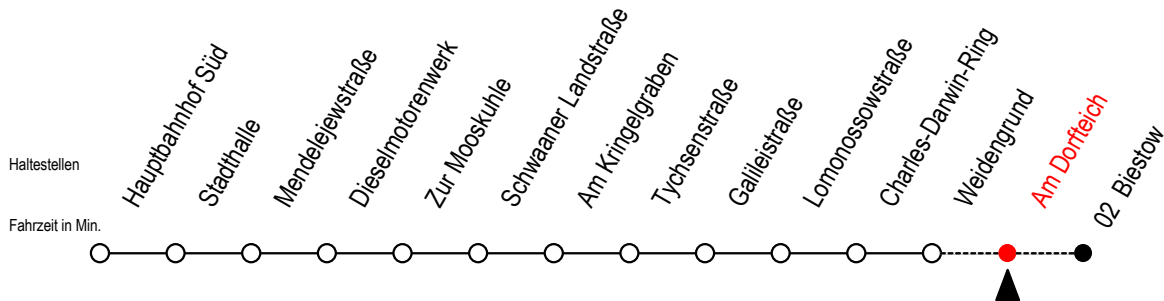 Haltestellen
Hauptbahnhof Süd
Stadthalle
Mendelejewstraße
Dieselmotorenwerk
Zur Mooskuhle
Schwaaner Landstraße
Am Kringelgraben
Tychsenstraße
Galileistraße
Lomonossowstraße
Charles-Darwin-Ring
Weidengrund
Am Dorfteich
02 Biestow
Fahrzeit in Min.